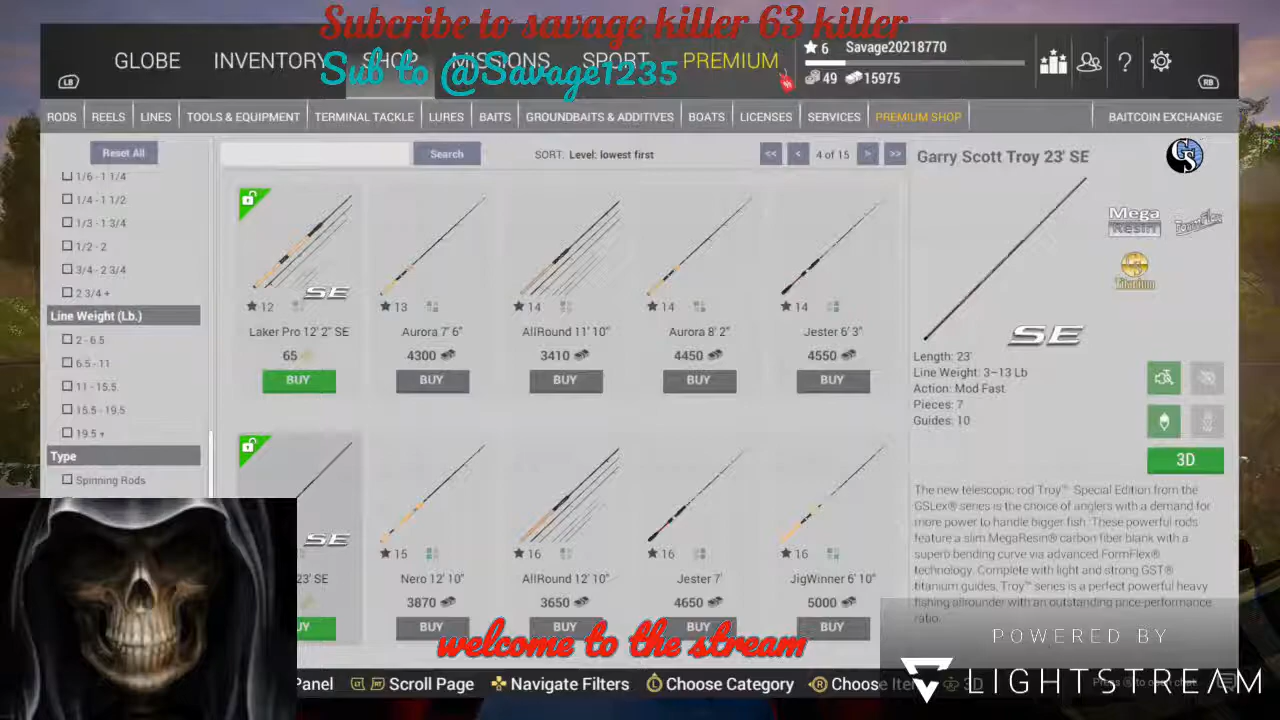 Subcribe to savage killer 63 killer
GLOBE INVENTORY SHOP MISSIONS SPORT PREMIUM
Sub to @Savage1235
6 Savage20218770
49 15975
LB
RB
RODS REELS LINES TOOLS & EQUIPMENT TERMINAL TACKLE LURES BAITS GROUNDBAITS & ADDITIVES BOATS LICENSES SERVICES PREMIUM SHOP BAITCOIN EXCHANGE
Reset All
Search
SORT: Level: lowest first
<< < 4 of 15 > >>
1/6 - 1 1/4
1/4 - 1 1/2
1/3 - 1 3/4
1/2 - 2
3/4 - 2 3/4
2 3/4 +
Line Weight (Lb.)
2 - 6.5
6.5 - 11
11 - 15.5
15.5 - 19.5
19.5 +
Type
Spinning Rods
SE
12 13 14 14 14
Laker Pro 12' 2" SE Aurora 7' 6" AllRound 11' 10" Aurora 8' 2" Jester 6' 3"
65 4300 3410 4450 4550
BUY BUY BUY BUY BUY
SE
15 16 16 16
23' SE Nero 12' 10" AllRound 12' 10" Jester 7' JigWinner 6' 10"
3870 3650 4650 5000
BUY BUY BUY BUY
Garry Scott Troy 23' SE
GS
Mega Resin
FormFlex
Titanium
SE
Length: 23'
Line Weight: 3–13 Lb
Action: Mod Fast
Pieces: 7
Guides: 10
3D
The new telescopic rod Troy™ Special Edition from the
GSLex® series is the choice of anglers with a demand for
more power to handle bigger fish. These powerful rods
feature a slim MegaResin® carbon fiber blank with a
superb bending curve via advanced FormFlex®
technology. Complete with light and strong GST®
titanium guides, Troy™ series is a perfect powerful heavy
fishing allrounder with an outstanding price-performance
ratio.
welcome to the stream
POWERED BY
LIGHTSTREAM
Panel Scroll Page Navigate Filters Choose Category Choose Item 3D